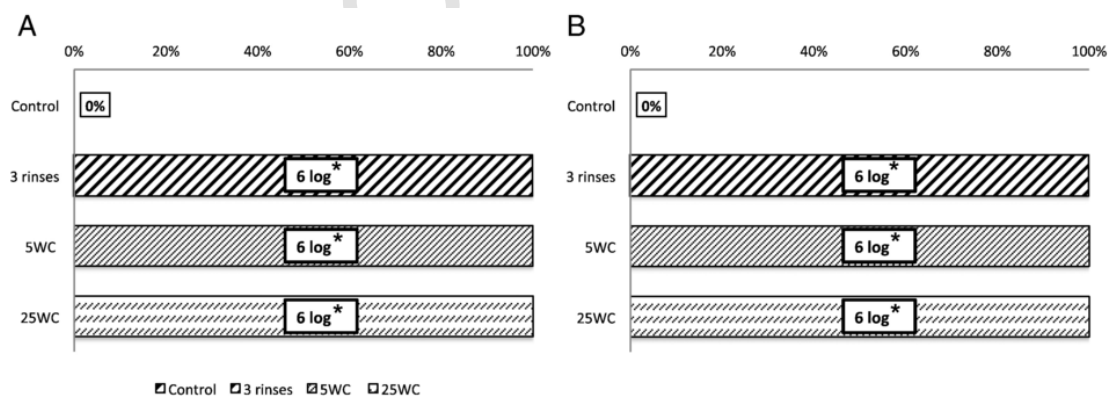 A
0% 20% 40% 60% 80% 100%
Control 0%
3 rinses 6 log*
5WC 6 log*
25WC 6 log*
Control 3 rinses 5WC 25WC
B
0% 20% 40% 60% 80% 100%
Control 0%
3 rinses 6 log*
5WC 6 log*
25WC 6 log*